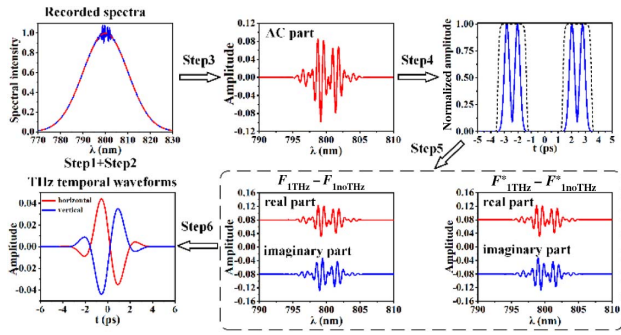 Recorded spectra
Spectral intensity
1.0
0.8
0.6
0.4
0.2
0.0
770 780 790 800 810 820 830
λ (nm)
Step1+Step2
Step3
AC part
Amplitude
0.12
0.08
0.04
0.00
-0.04
-0.08
-0.12
790 795 800 805 810
λ (nm)
Step4
Normalized amplitude
1.00
0.75
0.50
0.25
0.00
-5 -4 -3 -2 -1 0 1 2 3 4 5
t (ps)
Step5
THz temporal waveforms
horizontal
vertical
Amplitude
0.04
0.02
0.00
-0.02
-0.04
-6 -4 -2 0 2 4 6
t (ps)
Step6
F1THz − F1noTHz
real part
imaginary part
Amplitude
0.16
0.12
0.08
0.04
0.00
-0.04
-0.08
-0.12
-0.16
790 795 800 805 810
λ (nm)
F*1THz − F*1noTHz
real part
imaginary part
Amplitude
0.16
0.12
0.08
0.04
0.00
-0.04
-0.08
-0.12
-0.16
790 795 800 805 810
λ (nm)